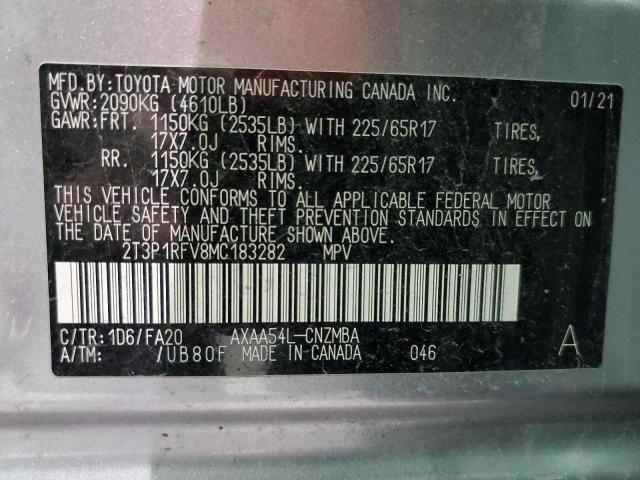 MFD.BY:TOYOTA MOTOR MANUFACTURING CANADA INC. 01/21
GVWR:2090KG (4610LB)
GAWR:FRT. 1150KG (2535LB) WITH 225/65R17 TIRES,
17X7.0J RIMS.
RR. 1150KG (2535LB) WITH 225/65R17 TIRES,
17X7.0J RIMS.
THIS VEHICLE CONFORMS TO ALL APPLICABLE FEDERAL MOTOR
VEHICLE SAFETY AND THEFT PREVENTION STANDARDS IN EFFECT ON
THE DATE OF MANUFACTURE SHOWN ABOVE.
2T3P1RFV8MC183282 MPV
C/TR:1D6/FA20 AXAA54L-CNZMBA
A/TM: /UB80F MADE IN CANADA 046 A